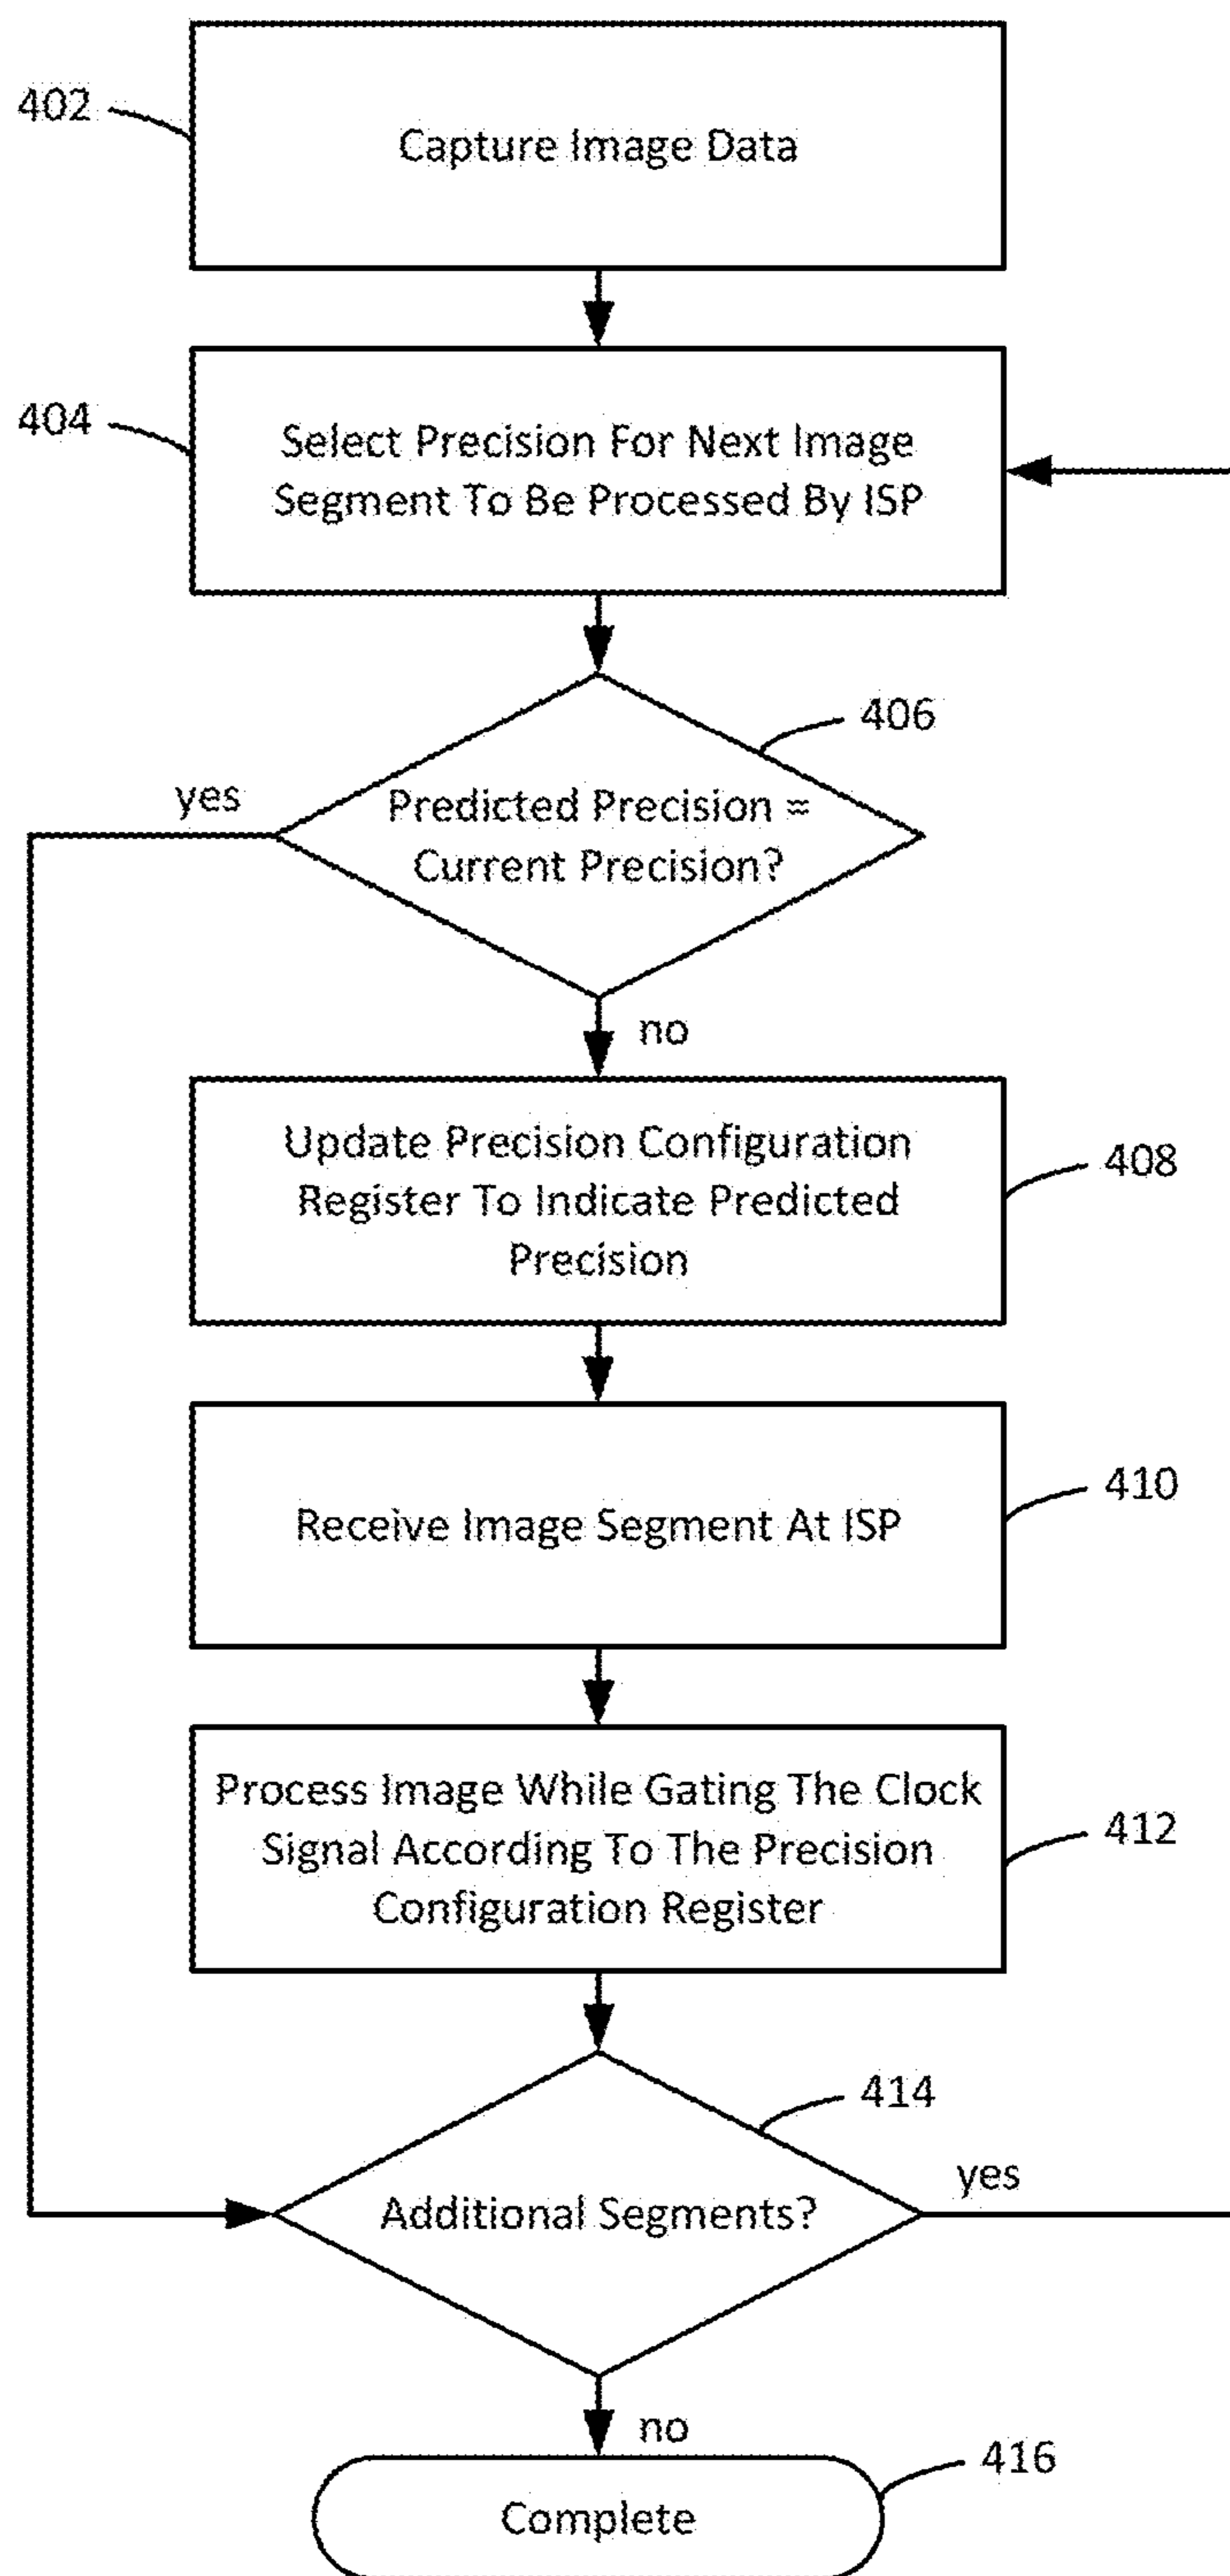 402
Capture Image Data
404
Select Precision For Next Image
Segment To Be Processed By ISP
406
yes
Predicted Precision =
Current Precision?
no
Update Precision Configuration
Register To Indicate Predicted
Precision
408
Receive Image Segment At ISP
410
Process Image While Gating The Clock
Signal According To The Precision
Configuration Register
412
414
yes
Additional Segments?
no
416
Complete